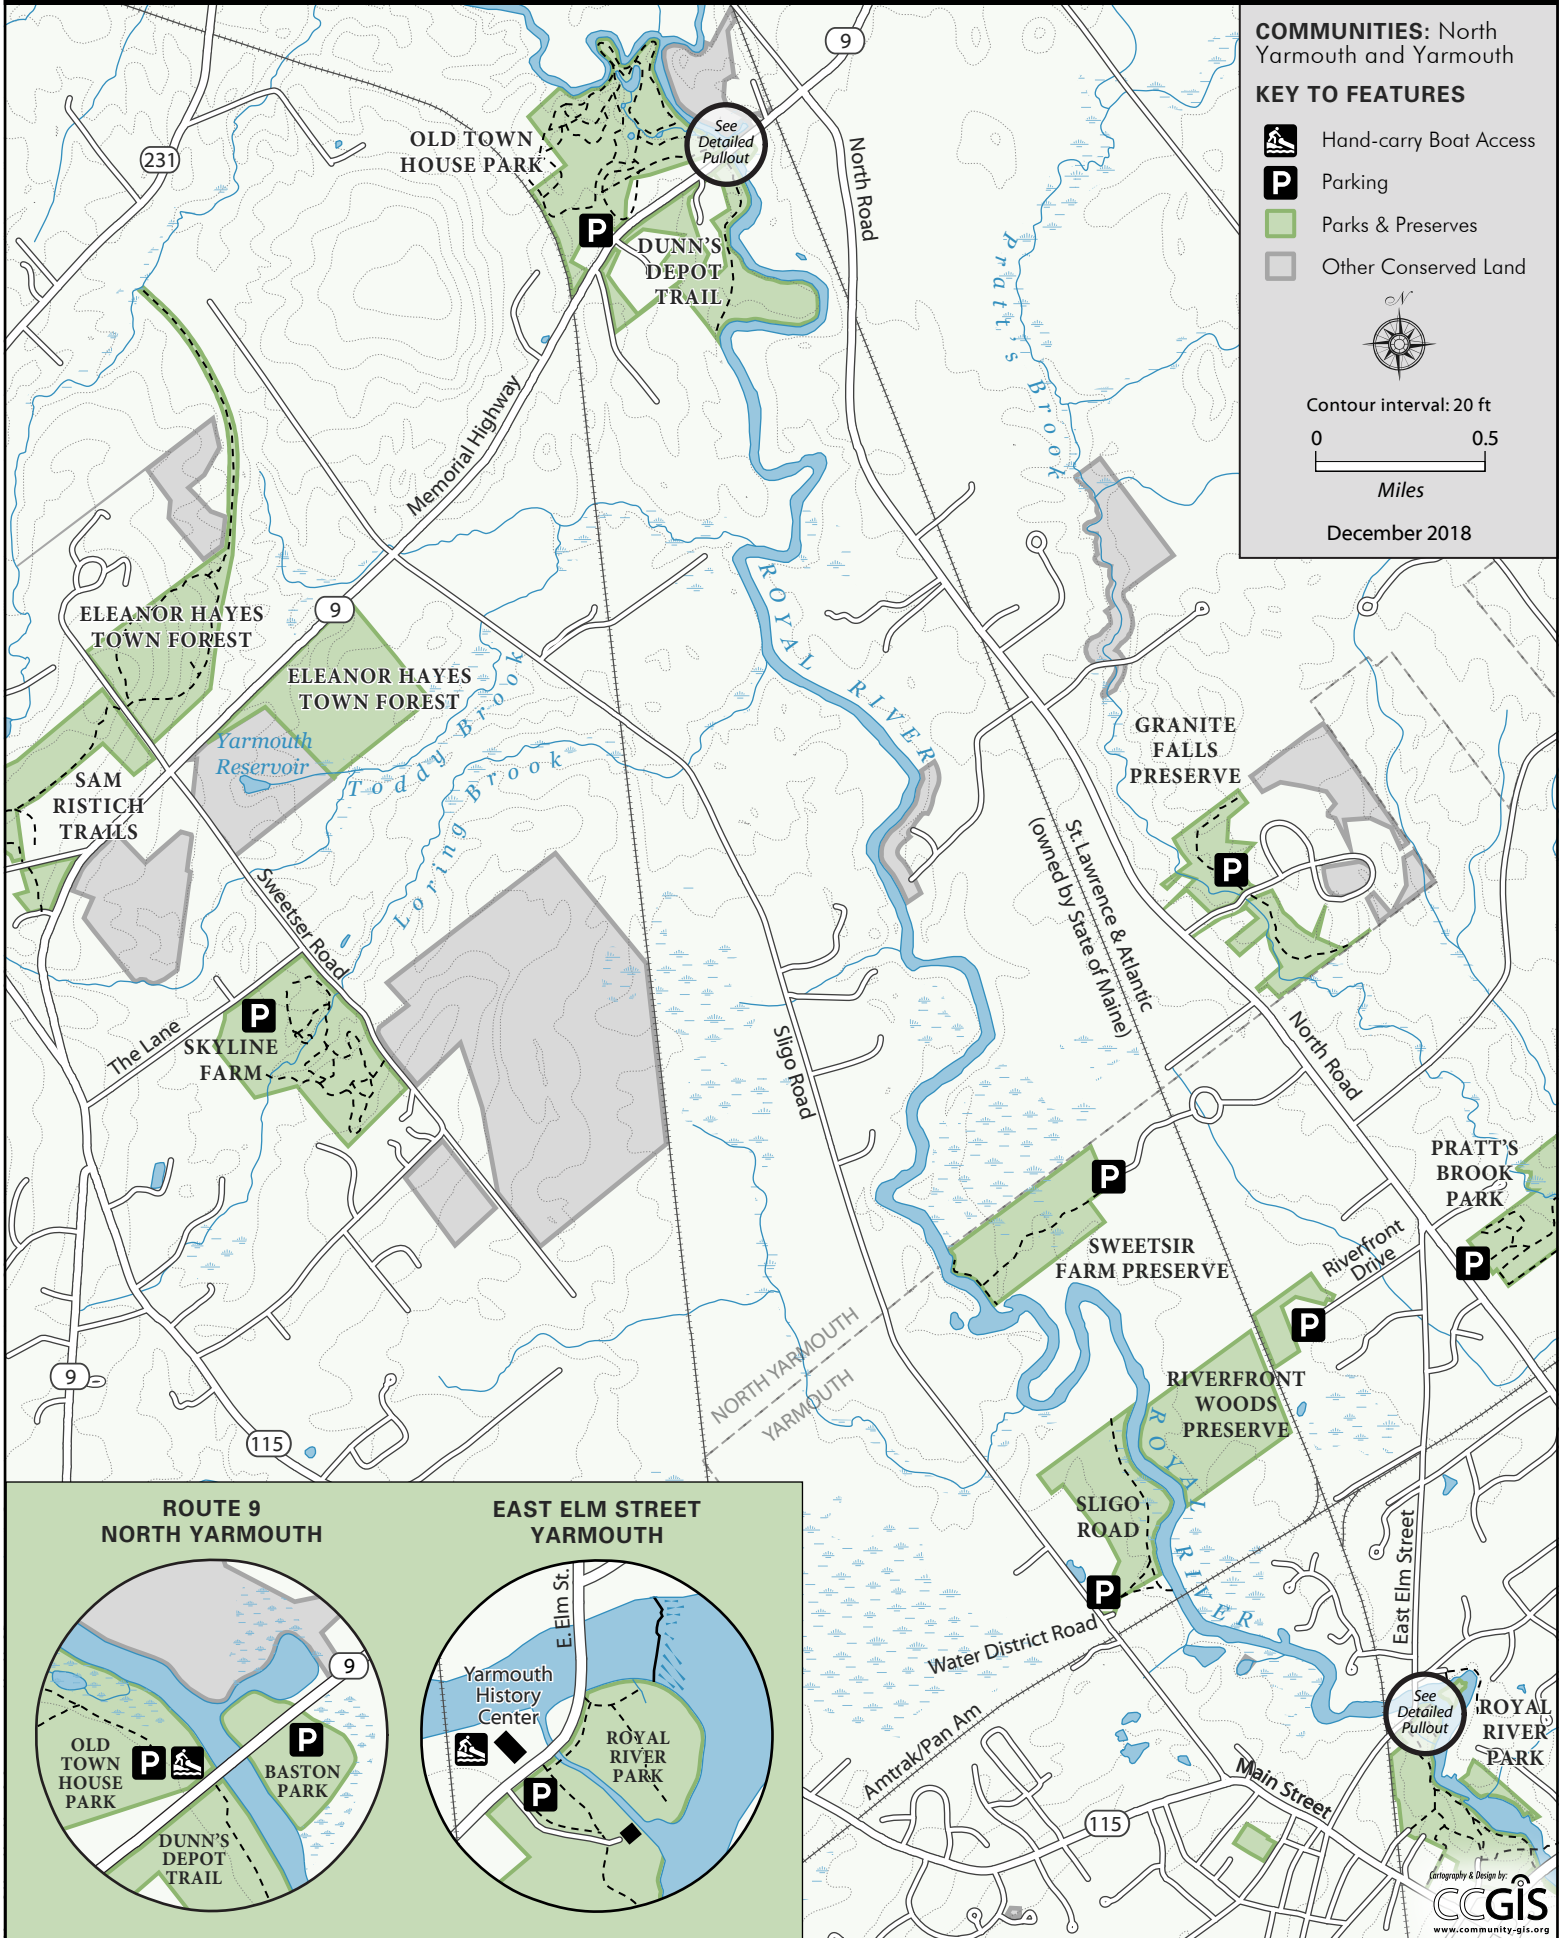 COMMUNITIES: North
Yarmouth and Yarmouth
KEY TO FEATURES
Hand-carry Boat Access
P
Parking
Parks & Preserves
Other Conserved Land
N
Contour interval: 20 ft
0
0.5
Miles
December 2018
9
231
OLD TOWN
HOUSE PARK
See
Detailed
Pullout
North Road
P
DUNN'S
DEPOT
TRAIL
Pratt's Brook
Memorial Highway
ROYAL RIVER
9
ELEANOR HAYES
TOWN FOREST
ELEANOR HAYES
TOWN FOREST
Yarmouth
Reservoir
Toddy Brook
Loring Brook
SAM
RISTICH
TRAILS
GRANITE
FALLS
PRESERVE
P
St. Lawrence & Atlantic
(owned by State of Maine)
Sweetser Road
P
SKYLINE
FARM
The Lane
Sligo Road
North Road
PRATT'S
BROOK
PARK
P
P
SWEETSIR
FARM PRESERVE
Riverfront
Drive
P
NORTH YARMOUTH
YARMOUTH
RIVERFRONT
WOODS
PRESERVE
9
115
ROYAL RIVER
SLIGO
ROAD
P
Water District Road
East Elm Street
Amtrak/Pan Am
See
Detailed
Pullout
ROYAL
RIVER
PARK
Main Street
115
ROUTE 9
NORTH YARMOUTH
9
OLD
TOWN
HOUSE
PARK
P
P
BASTON
PARK
DUNN'S
DEPOT
TRAIL
EAST ELM STREET
YARMOUTH
E. Elm St.
Yarmouth
History
Center
P
ROYAL
RIVER
PARK
Cartography & Design by:
CCGIS
www.community-gis.org